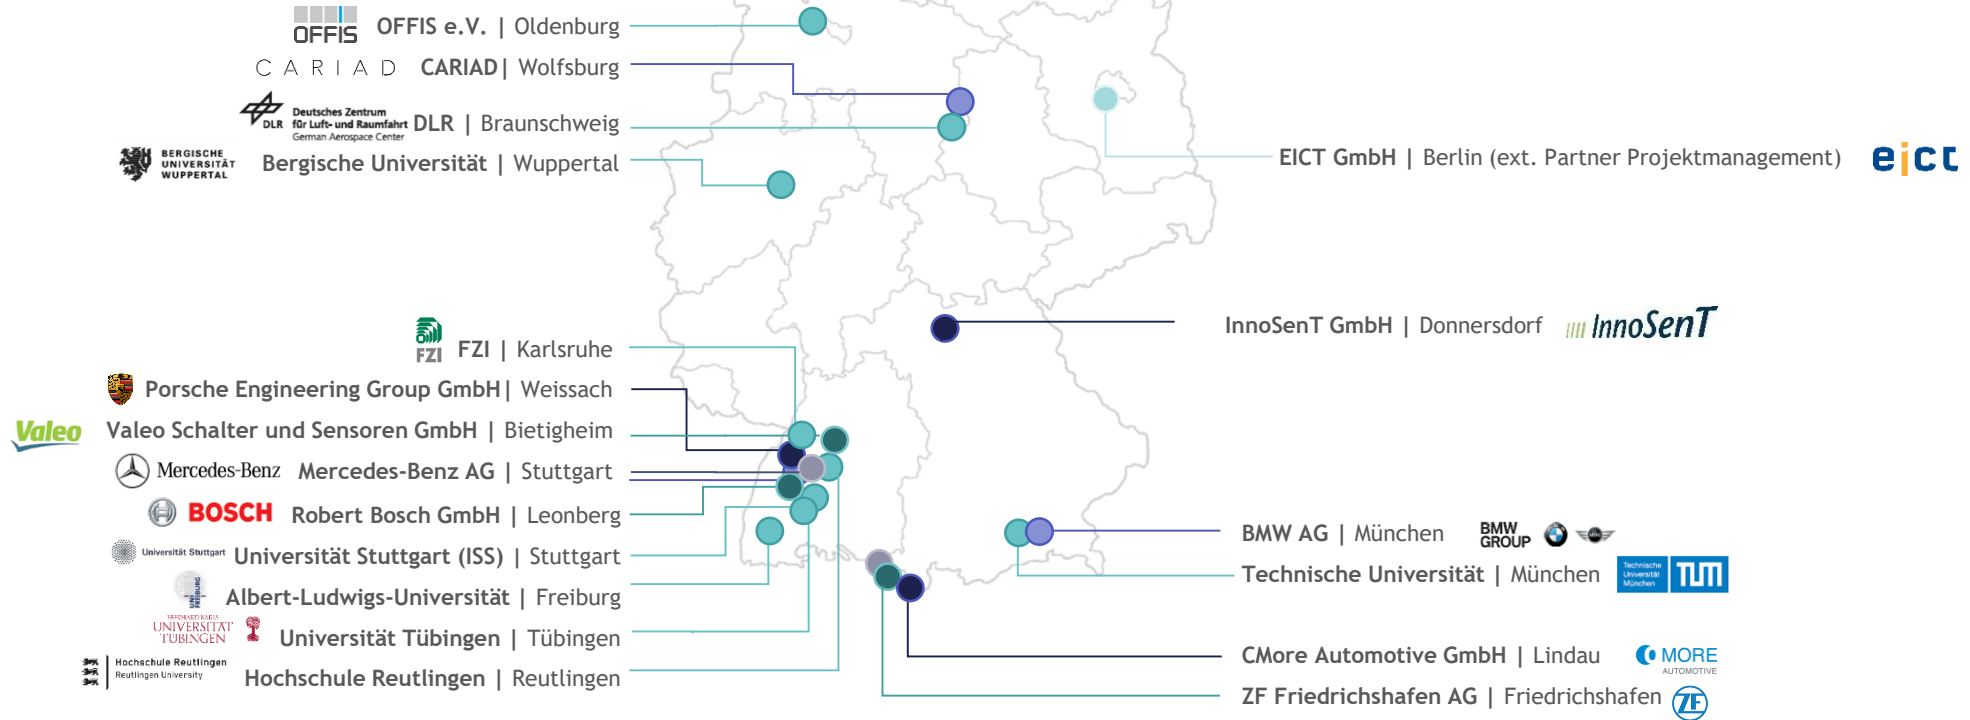 OFFIS OFFIS e.V. | Oldenburg
CARIAD CARIAD| Wolfsburg
DLR Deutsches Zentrum
für Luft- und Raumfahrt
German Aerospace Center
DLR | Braunschweig
BERGISCHE
UNIVERSITÄT
WUPPERTAL
Bergische Universität | Wuppertal
EICT GmbH | Berlin (ext. Partner Projektmanagement) eict
InnoSenT GmbH | Donnersdorf InnoSenT
FZI FZI | Karlsruhe
Porsche Engineering Group GmbH| Weissach
Valeo Valeo Schalter und Sensoren GmbH | Bietigheim
Mercedes-Benz Mercedes-Benz AG | Stuttgart
BOSCH Robert Bosch GmbH | Leonberg
Universität Stuttgart Universität Stuttgart (ISS) | Stuttgart
UNI
FREIBURG
Albert-Ludwigs-Universität | Freiburg
EBERHARD KARLS
UNIVERSITÄT
TÜBINGEN
Universität Tübingen | Tübingen
Hochschule Reutlingen
Reutlingen University
Hochschule Reutlingen | Reutlingen
BMW AG | München
BMW
GROUP
Technische Universität | München
Technische
Universität
München
TUM
CMore Automotive GmbH | Lindau
MORE
AUTOMOTIVE
ZF Friedrichshafen AG | Friedrichshafen ZF